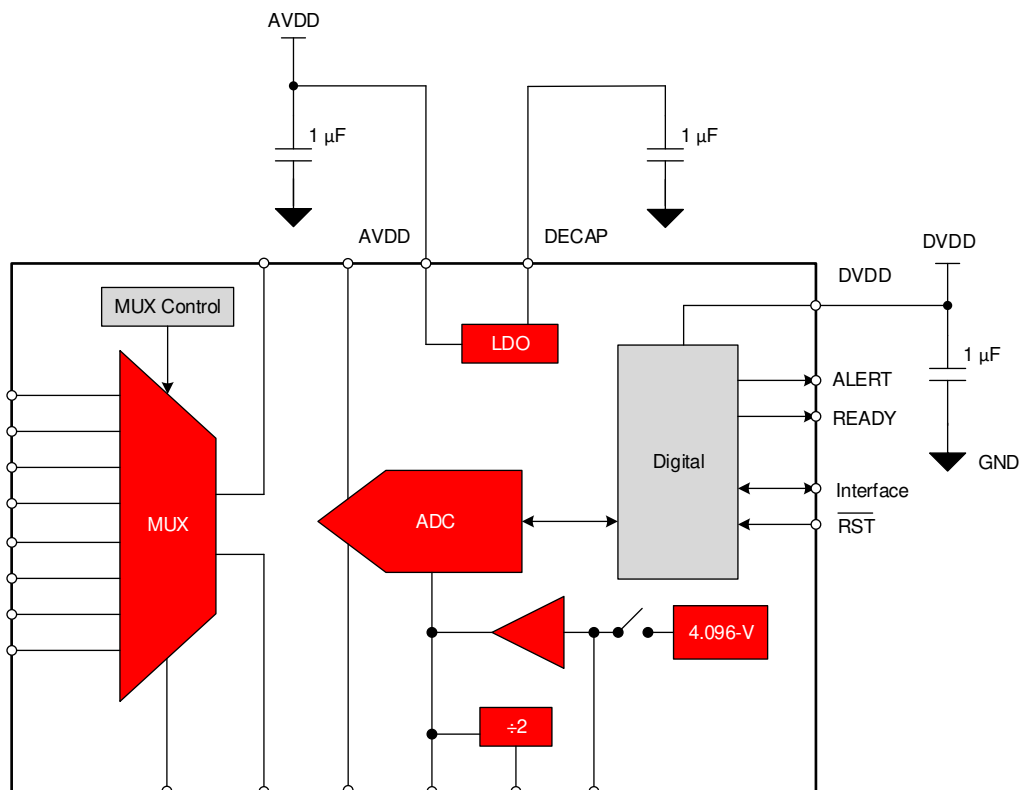 AVDD
1 µF
1 µF
AVDD
DECAP
DVDD
DVDD
MUX Control
LDO
1 µF
ALERT
READY
Digital
GND
Interface
MUX
ADC
RST
4.096-V
÷2